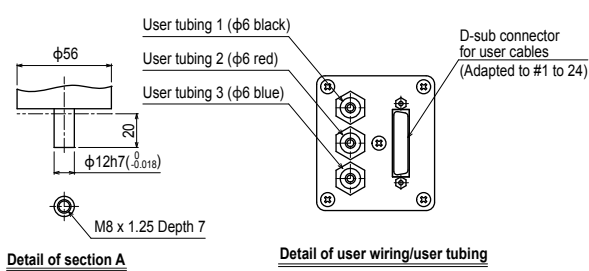 φ56
20
φ12h7( 0 -0.018)
M8 x 1.25 Depth 7
Detail of section A
User tubing 1 (φ6 black)
User tubing 2 (φ6 red)
User tubing 3 (φ6 blue)
D-sub connector
for user cables
(Adapted to #1 to 24)
Detail of user wiring/user tubing